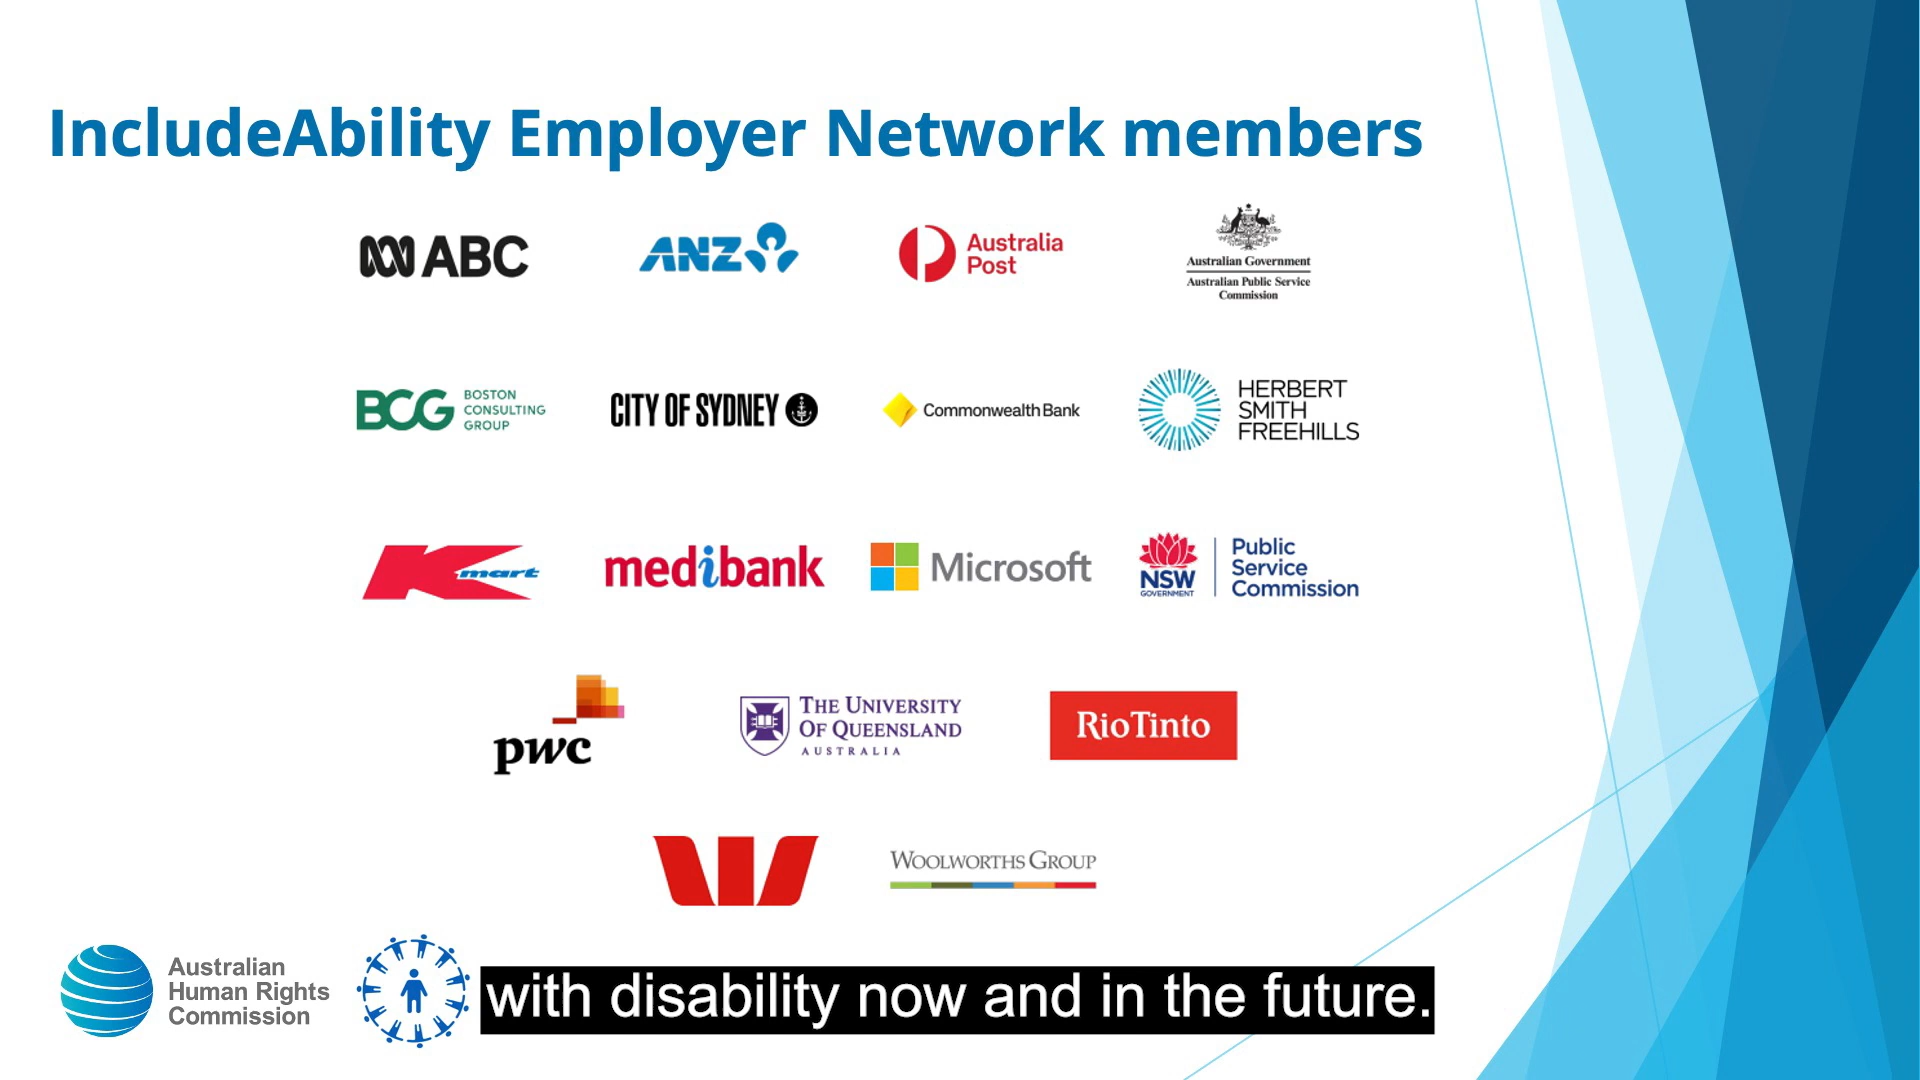 IncludeAbility Employer Network members
ABC
ANZ
Australia
Post
Australian Government
Australian Public Service
Commission
BCG
BOSTON
CONSULTING
GROUP
CITY OF SYDNEY
CommonwealthBank
HERBERT
SMITH
FREEHILLS
Kmart
medibank
Microsoft
NSW
GOVERNMENT
Public
Service
Commission
pwc
THE UNIVERSITY
OF QUEENSLAND
AUSTRALIA
RioTinto
WOOLWORTHS GROUP
Australian
Human Rights
Commission
with disability now and in the future.